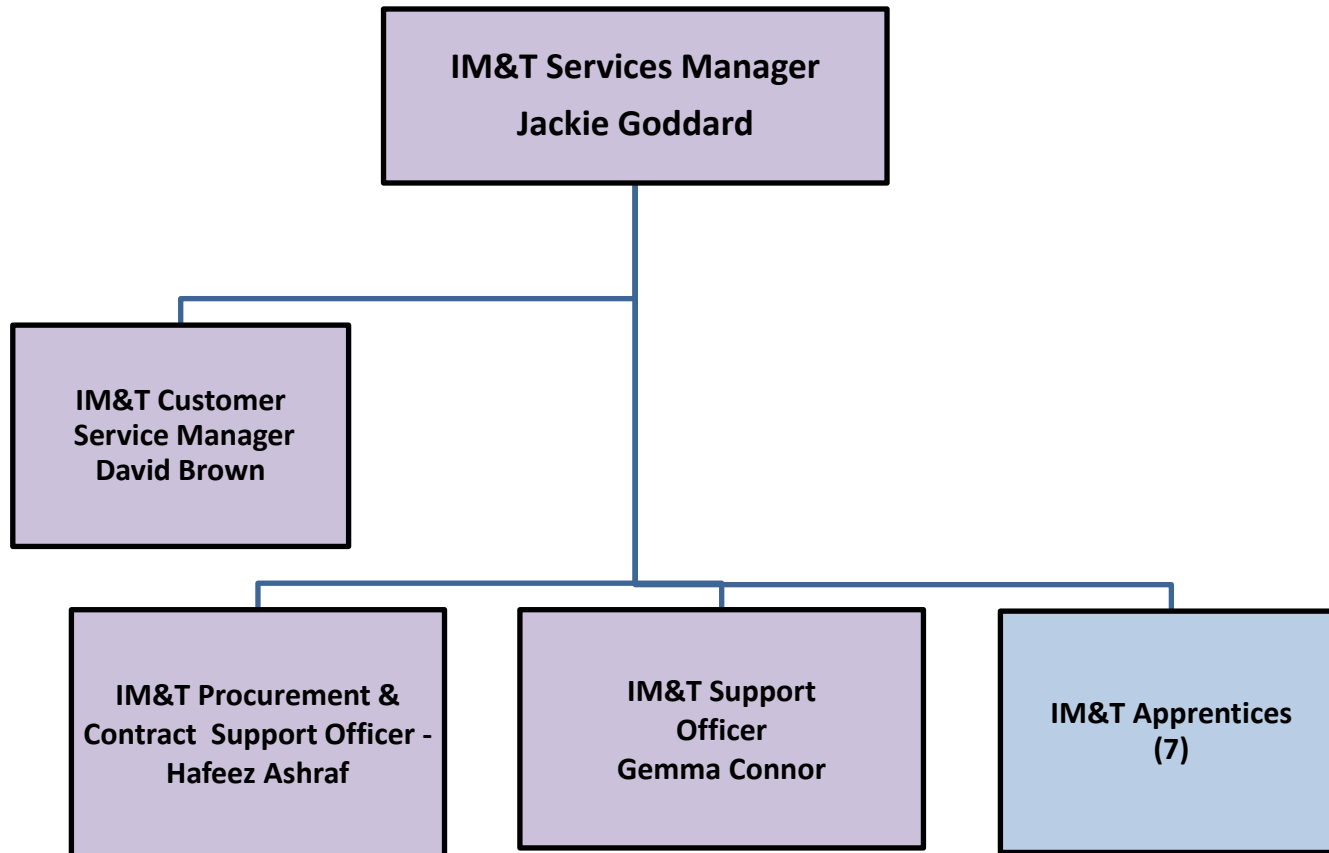 IM&T Services Manager
Jackie Goddard
IM&T Customer
Service Manager
David Brown
IM&T Procurement &
Contract  Support Officer -
Hafeez Ashraf
IM&T Support
Officer
Gemma Connor
IM&T Apprentices
(7)